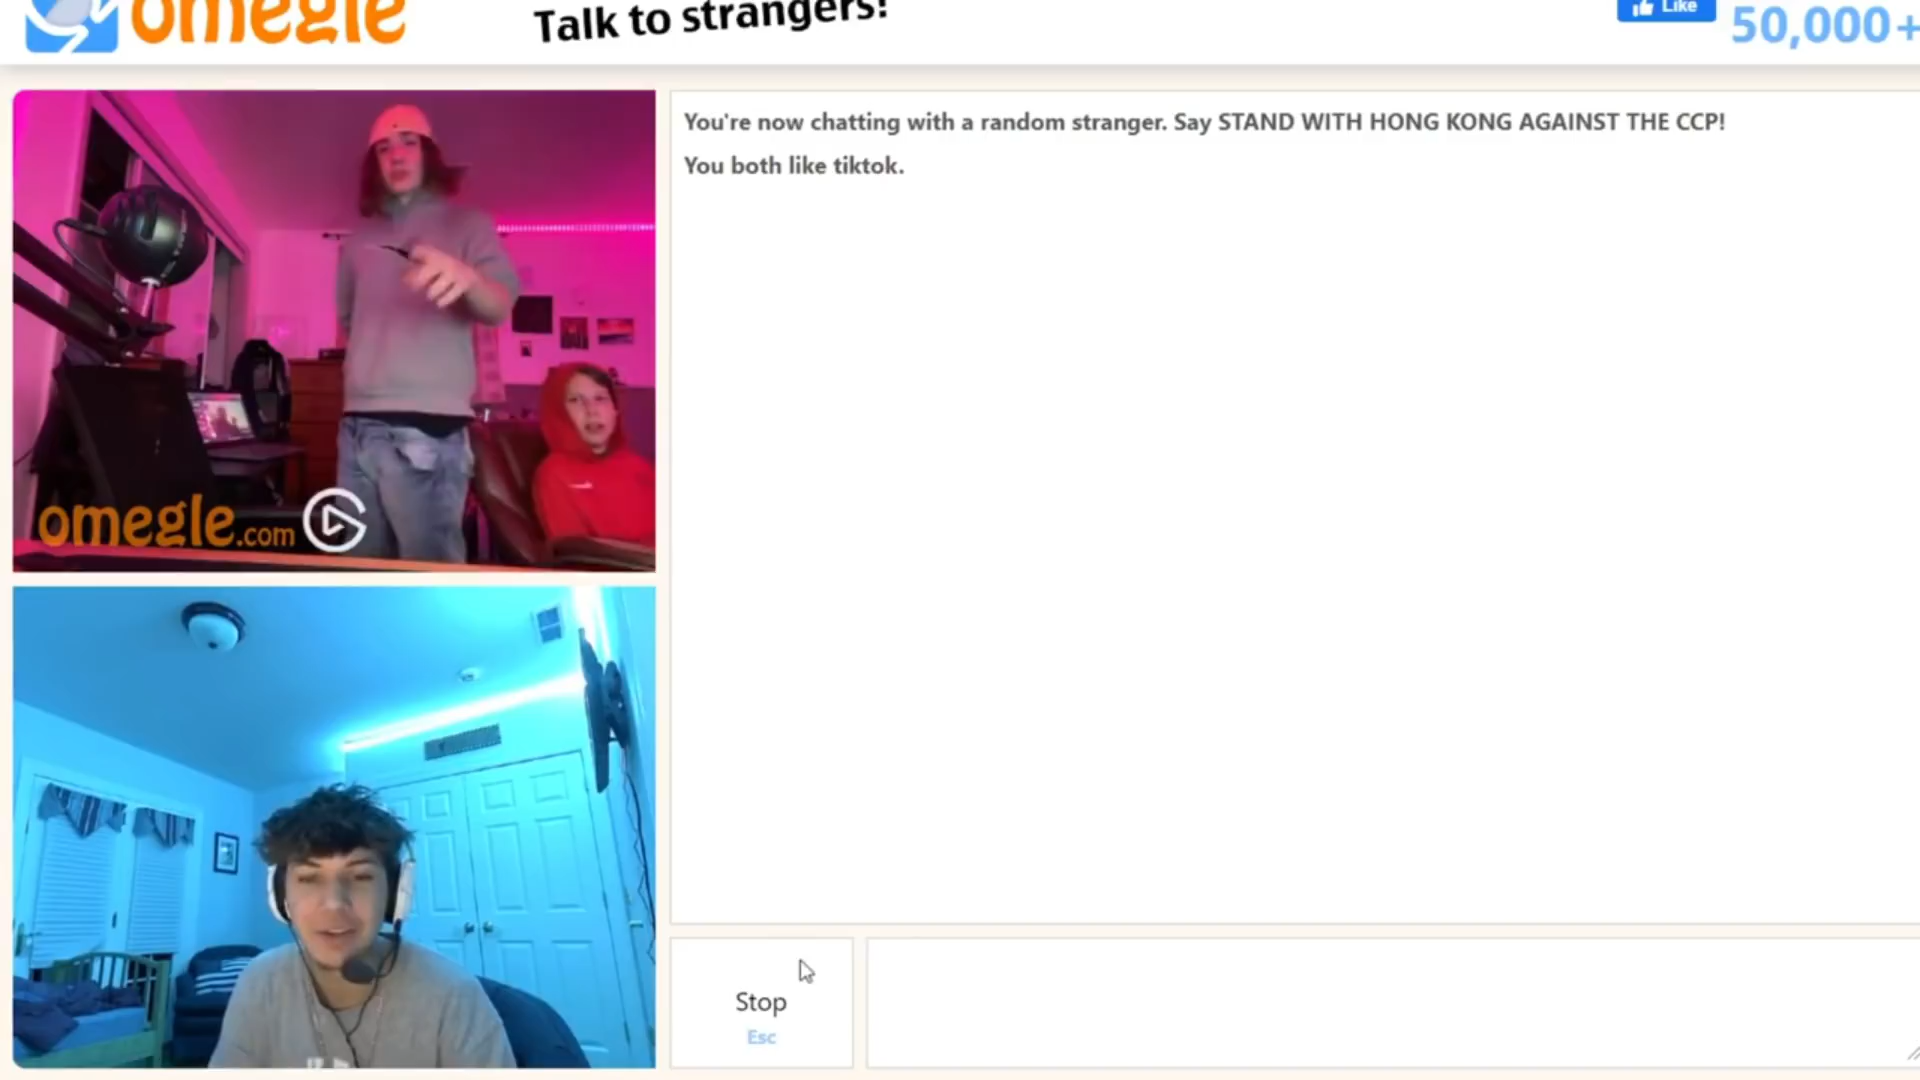 omegle
Talk to strangers!
Like
50,000+
You're now chatting with a random stranger. Say STAND WITH HONG KONG AGAINST THE CCP!
You both like tiktok.
omegle.com
Stop
Esc